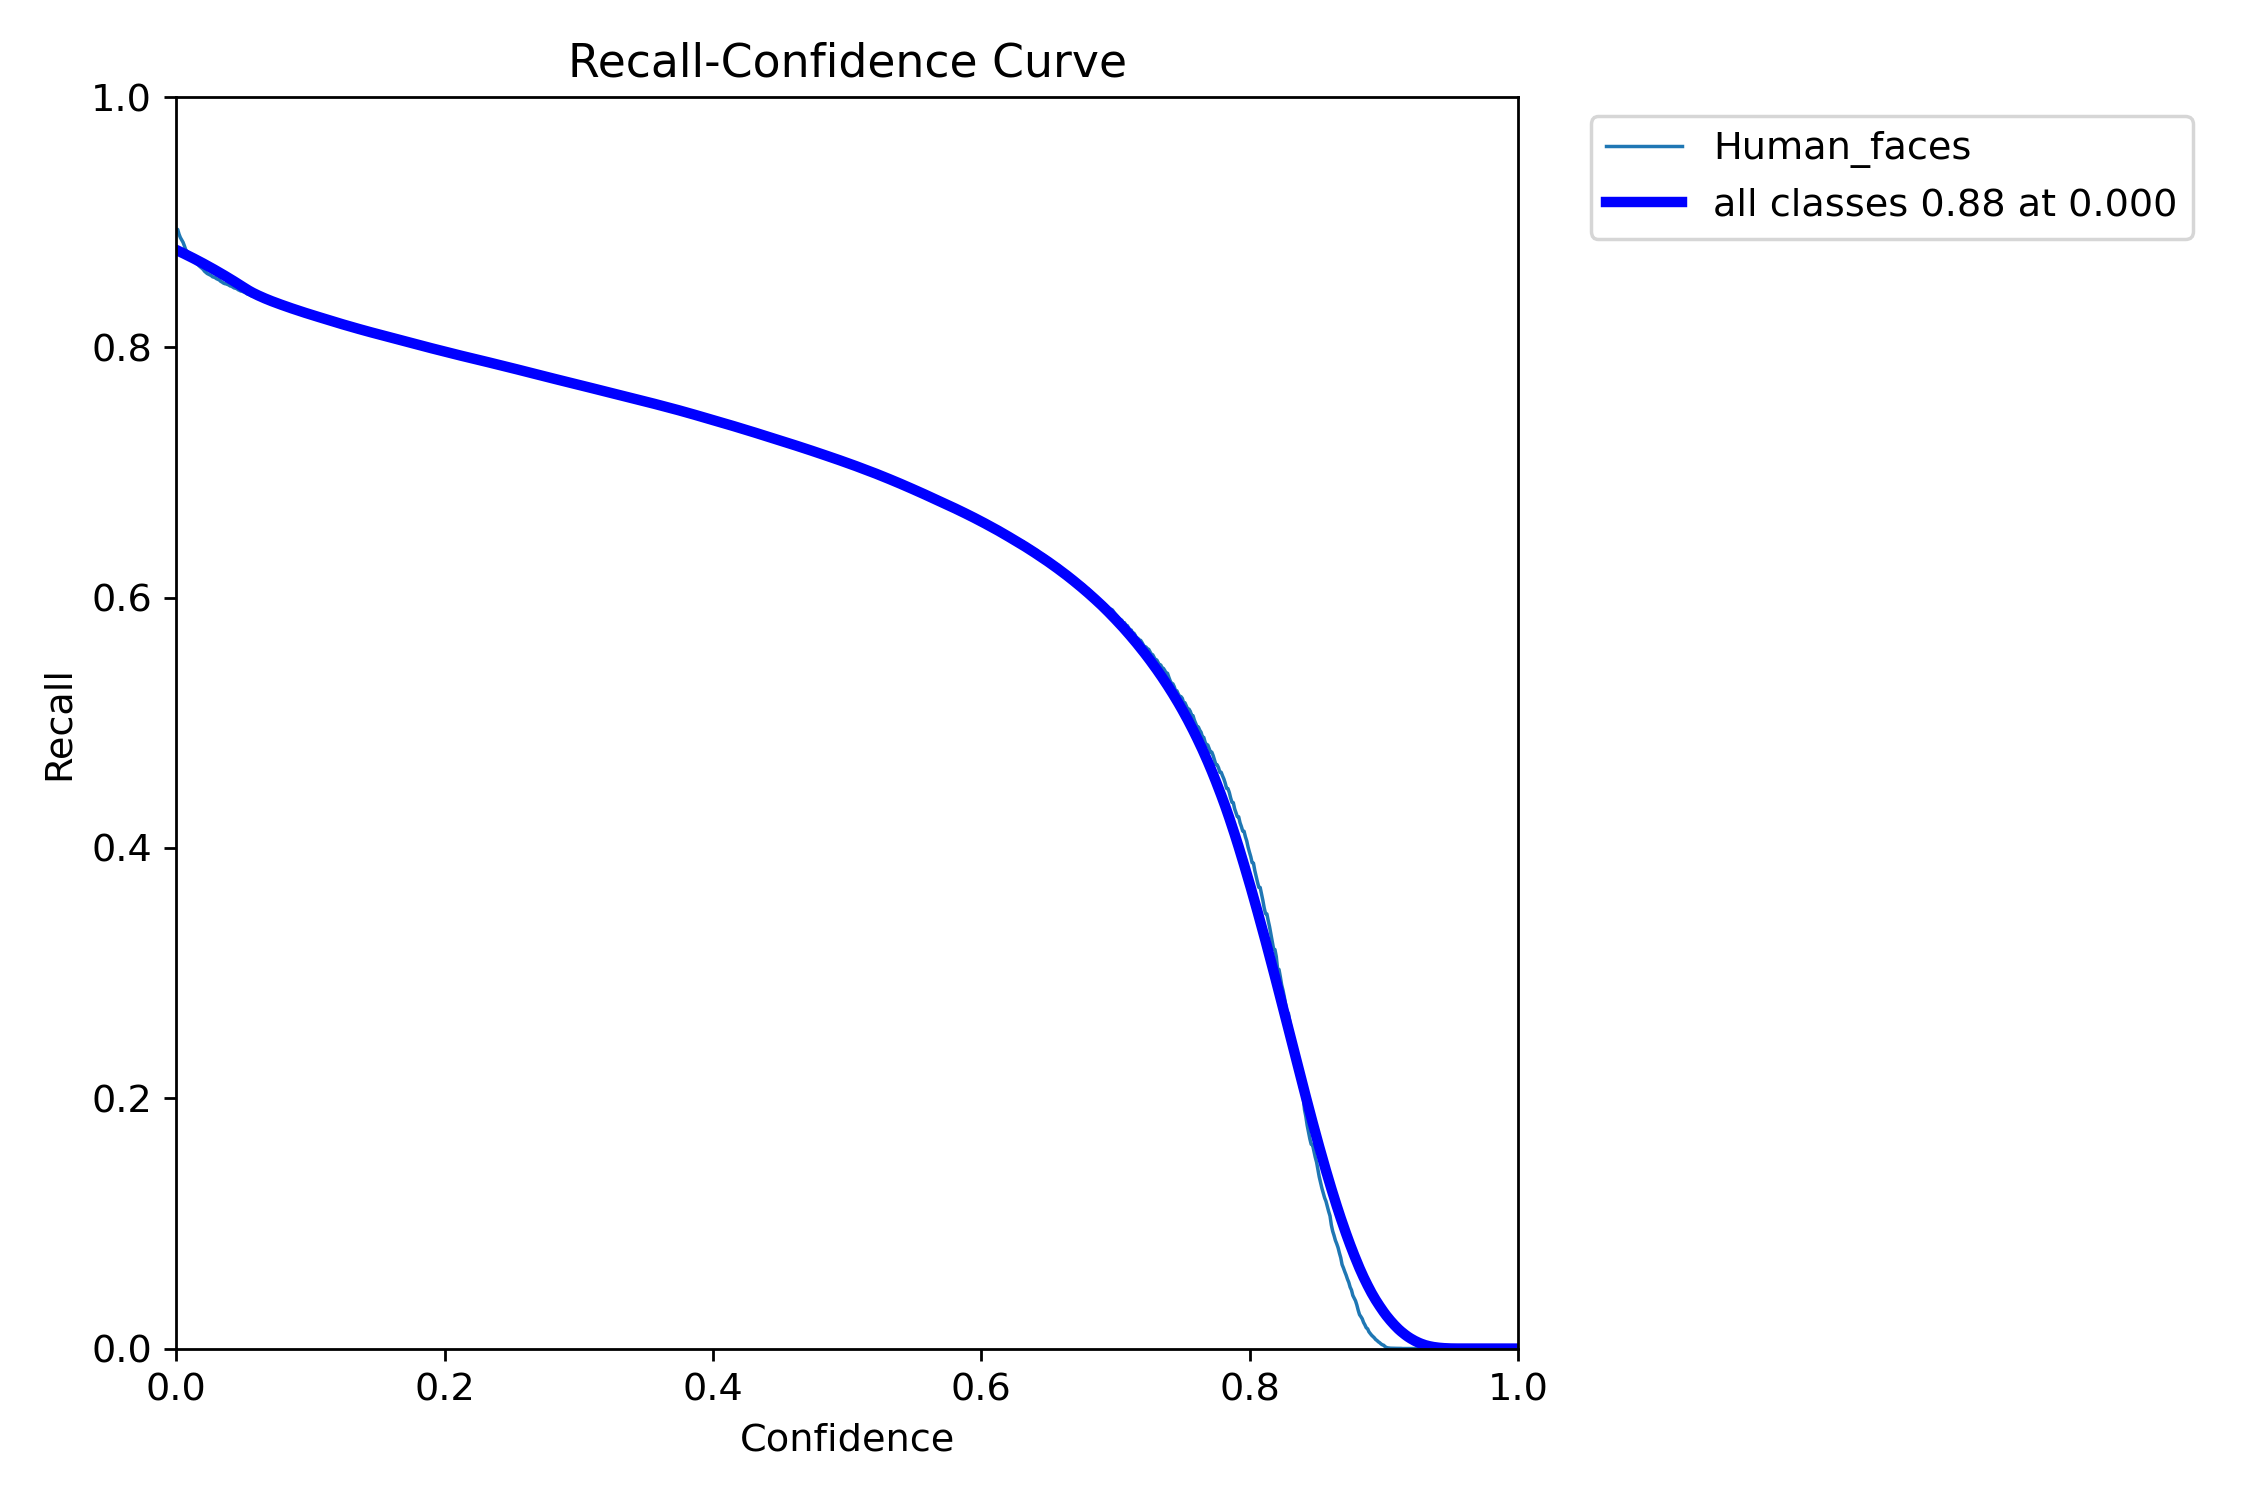 Recall-Confidence Curve
1.0
0.8
0.6
0.4
0.2
0.0
Recall
0.0 0.2 0.4 0.6 0.8 1.0
Confidence
Human_faces
all classes 0.88 at 0.000